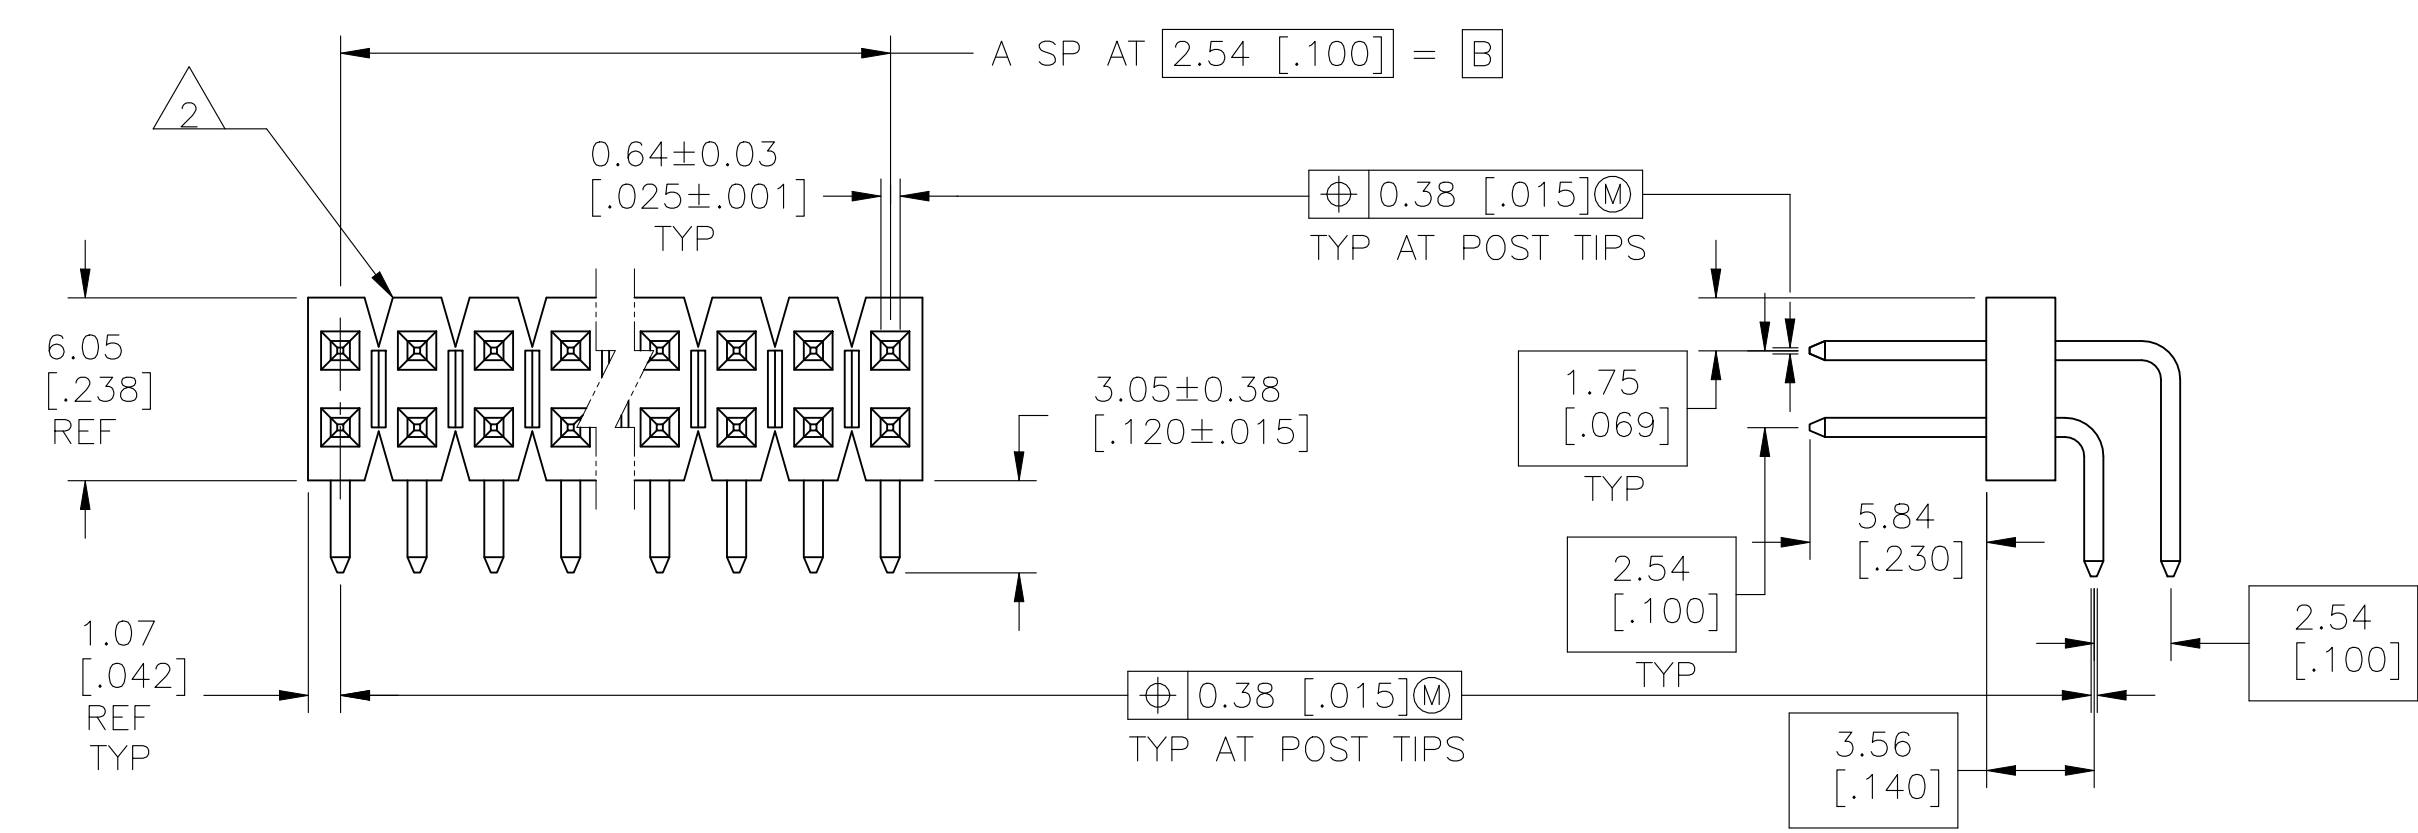 A SP AT 2.54 [.100] = B
2
0.64±0.03
[.025±.001]
TYP
0.38 [.015]Ⓜ
TYP AT POST TIPS
6.05
[.238]
REF
3.05±0.38
[.120±.015]
1.75
[.069]
TYP
5.84
[.230]
2.54
[.100]
TYP
2.54
[.100]
1.07
[.042]
REF
TYP
0.38 [.015]Ⓜ
TYP AT POST TIPS
3.56
[.140]